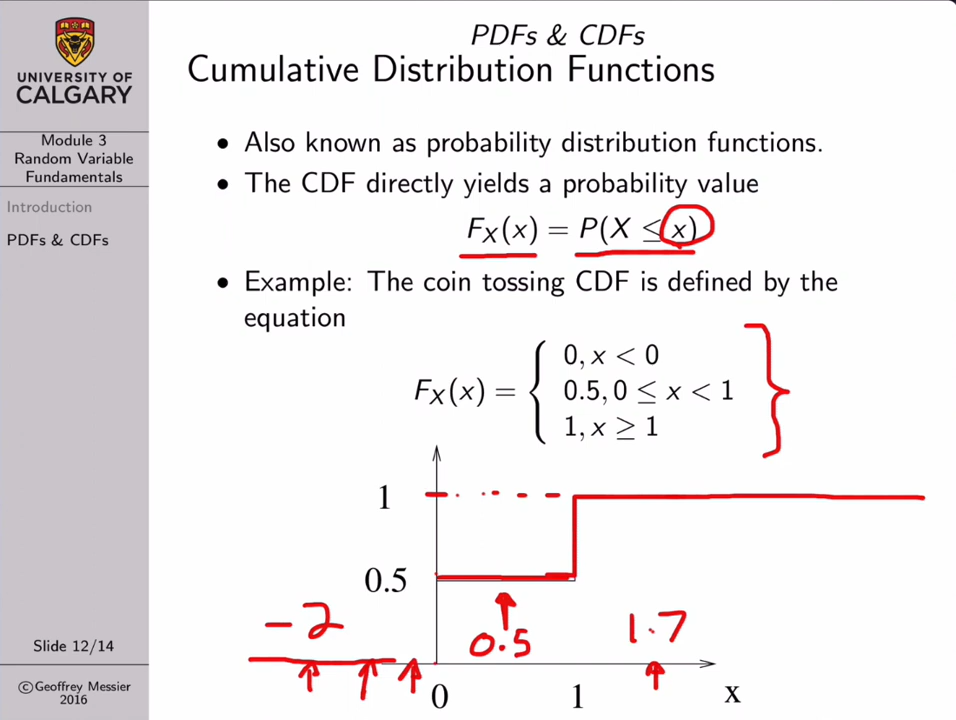 UNIVERSITY OF
CALGARY
Module 3
Random Variable
Fundamentals
Introduction
PDFs & CDFs
Slide 12/14
©Geoffrey Messier
2016
PDFs & CDFs
Cumulative Distribution Functions
• Also known as probability distribution functions.
• The CDF directly yields a probability value
F_X(x) = P(X ≤ x)
• Example: The coin tossing CDF is defined by the
equation
F_X(x) = {
0, x < 0
0.5, 0 ≤ x < 1
1, x ≥ 1
1
0.5
-2
0.5
1.7
0 1 x